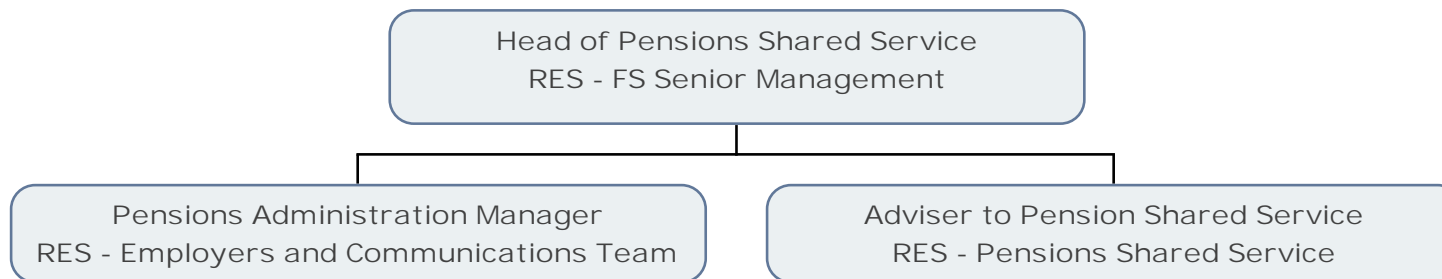 Head of Pensions Shared Service
RES - FS Senior Management
Pensions Administration Manager
RES - Employers and Communications Team
Adviser to Pension Shared Service
RES - Pensions Shared Service